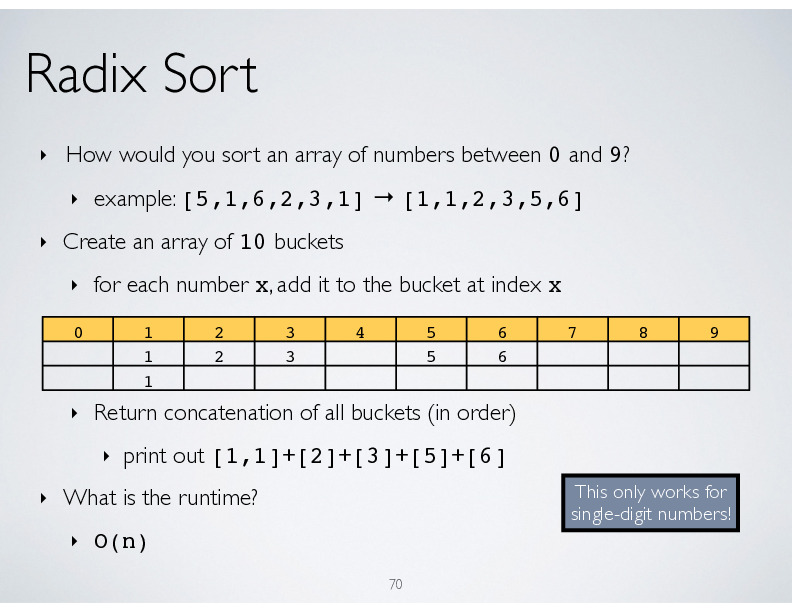 Radix Sort
‣ How would you sort an array of numbers between 0 and 9?
‣ example: [5,1,6,2,3,1] → [1,1,2,3,5,6]
‣ Create an array of 10 buckets
‣ for each number x, add it to the bucket at index x
0 1 2 3 4 5 6 7 8 9
1 2 3 5 6
1
‣ Return concatenation of all buckets (in order)
‣ print out [1,1]+[2]+[3]+[5]+[6]
‣ What is the runtime?
This only works for
single-digit numbers!
‣ O(n)
70